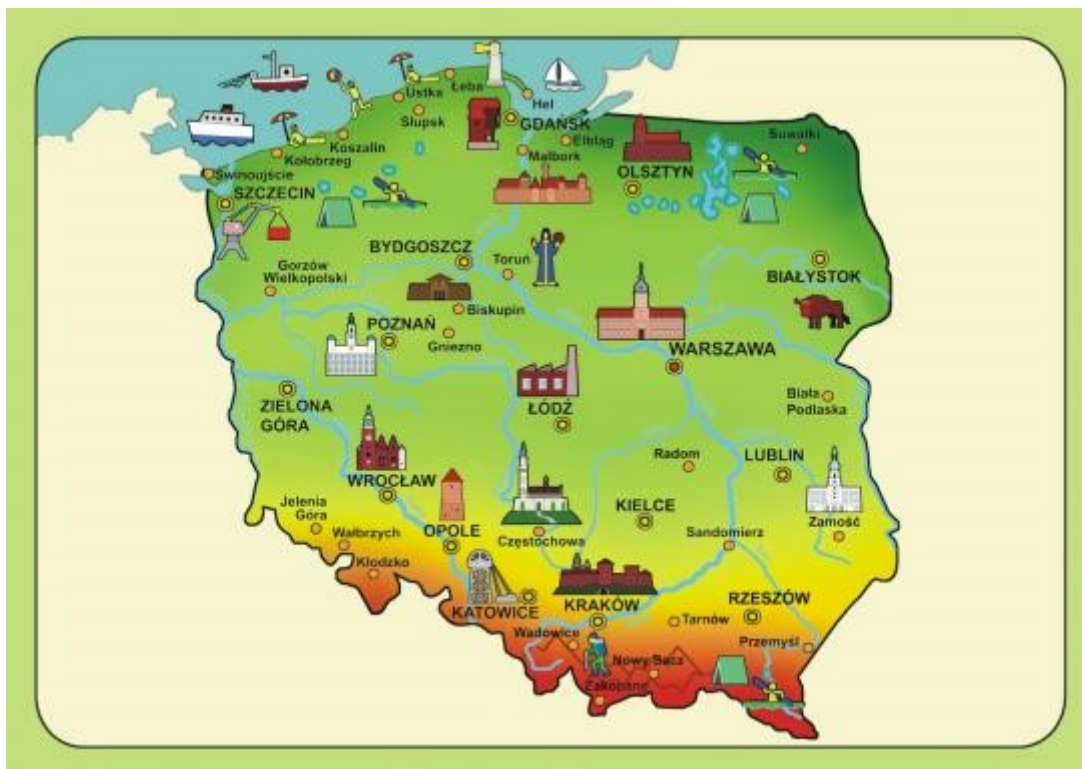 Łeba
Ustka
Hel
Słupsk
GDAŃSK
Elbląg
Suwałki
Koszalin
Kołobrzeg
Malbork
OLSZTYN
Świnoujście
SZCZECIN
BYDGOSZCZ
Toruń
Gorzów
Wielkopolski
BIAŁYSTOK
Biskupin
POZNAŃ
Gniezno
WARSZAWA
ZIELONA
GÓRA
ŁÓDŹ
Biała
Podlaska
Radom
LUBLIN
WROCŁAW
Jelenia
Góra
Wałbrzych
OPOLE
KIELCE
Zamość
Częstochowa
Sandomierz
Kłodzko
KATOWICE
KRAKÓW
RZESZÓW
Tarnów
Wadowice
Przemyśl
Nowy Sącz
Zakopane